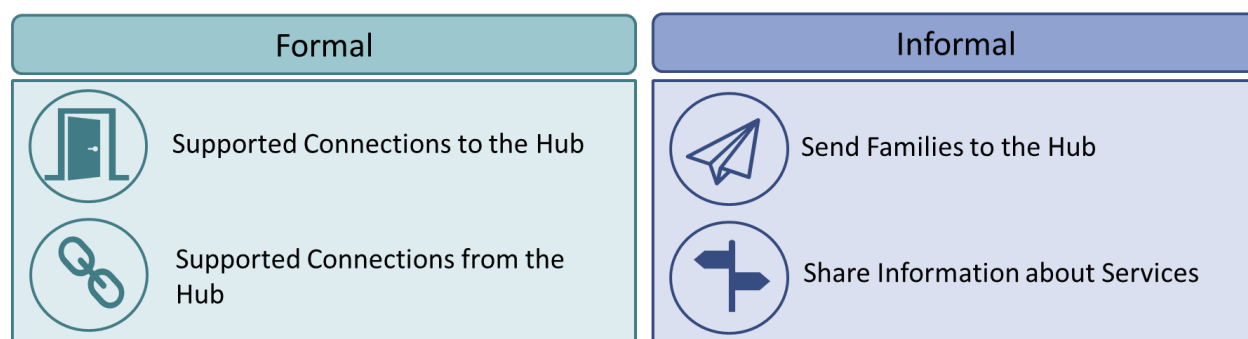 Formal
Supported Connections to the Hub
Supported Connections from the
Hub
Informal
Send Families to the Hub
Share Information about Services